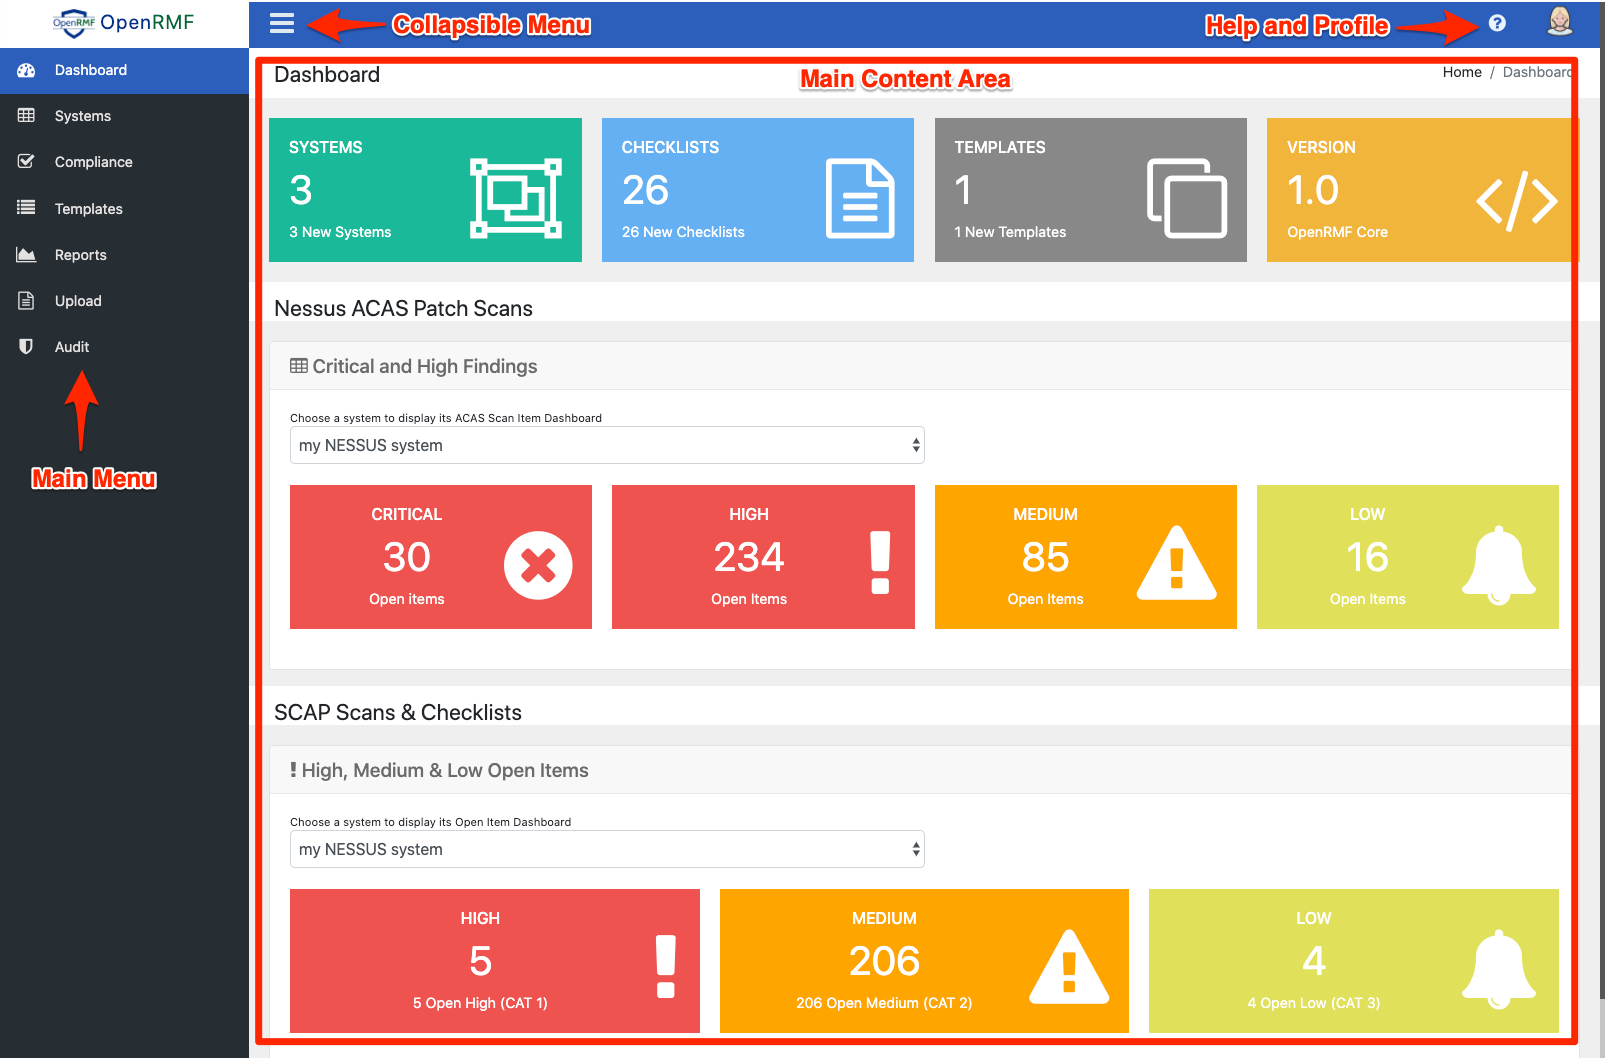 OpenRMF OpenRMF
Collapsible Menu
Help and Profile
Dashboard
Systems
Compliance
Templates
Reports
Upload
Audit
Main Menu
Dashboard
Main Content Area
Home / Dashboard
SYSTEMS
3
3 New Systems
CHECKLISTS
26
26 New Checklists
TEMPLATES
1
1 New Templates
VERSION
1.0
OpenRMF Core
Nessus ACAS Patch Scans
Critical and High Findings
Choose a system to display its ACAS Scan Item Dashboard
my NESSUS system
CRITICAL
30
Open items
HIGH
234
Open Items
MEDIUM
85
Open Items
LOW
16
Open Items
SCAP Scans & Checklists
High, Medium & Low Open Items
Choose a system to display its Open Item Dashboard
my NESSUS system
HIGH
5
5 Open High (CAT 1)
MEDIUM
206
206 Open Medium (CAT 2)
LOW
4
4 Open Low (CAT 3)